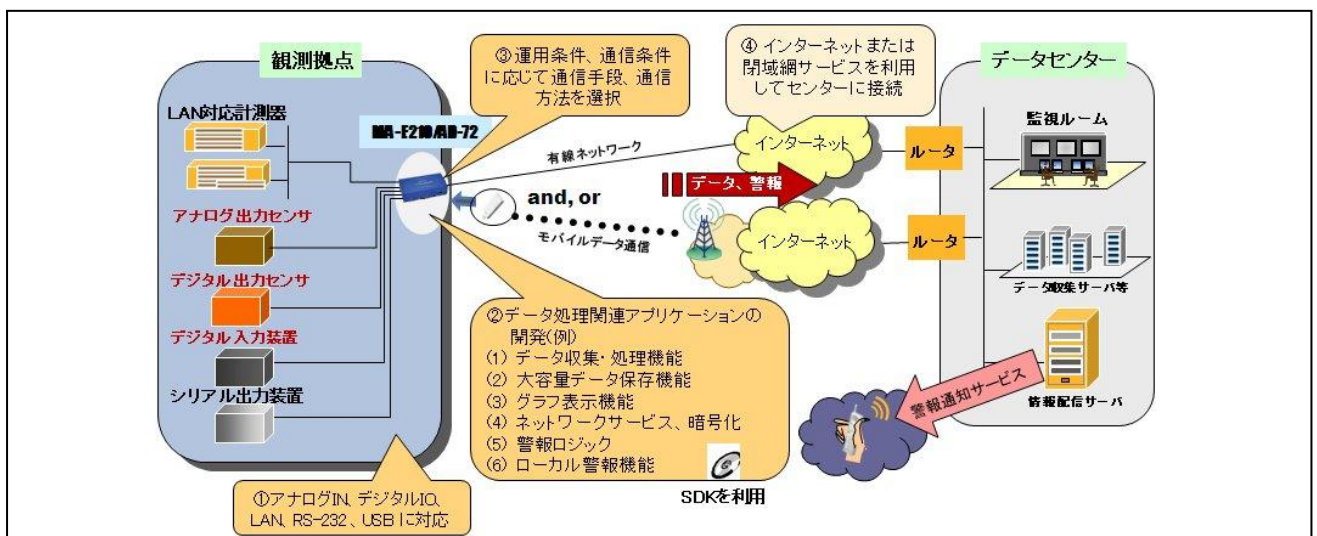 観測拠点
LAN対応計測器
アナログ出力センサ
デジタル出力センサ
デジタル入力装置
シリアル出力装置
MA-E210/AD-72
①アナログIN、デジタルIO、
LAN、RS-232、USBに対応
③運用条件、通信条件
に応じて通信手段、通信
方法を選択
有線ネットワーク
and, or
モバイルデータ通信
②データ処理関連アプリケーションの
開発(例)
(1) データ収集・処理機能
(2) 大容量データ保存機能
(3) グラフ表示機能
(4) ネットワークサービス、暗号化
(5) 警報ロジック
(6) ローカル警報機能
SDKを利用
④インターネットまたは
閉域網サービスを利用
してセンターに接続
インターネット
データ、警報
インターネット
ルータ
ルータ
データセンター
監視ルーム
データ収集サーバ等
情報配信サーバ
警報通知サービス